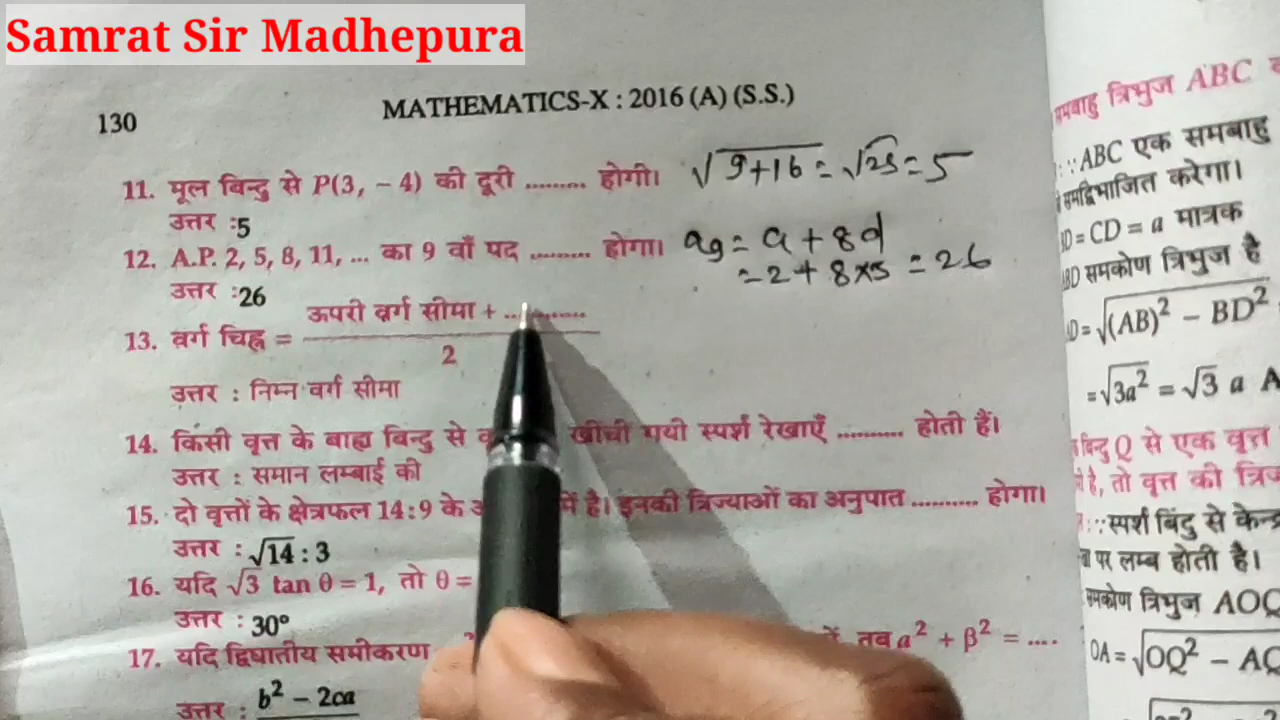 Samrat Sir Madhepura
130
MATHEMATICS-X : 2016 (A) (S.S.)
11. मूल बिन्दु से P(3, – 4) की दूरी ......... होगी। √9+16 = √25 = 5
उत्तर : 5
12. A.P. 2, 5, 8, 11, ... का 9 वाँ पद ......... होगा। a9 = a + 8d
= 2 + 8×3 = 26
उत्तर : 26
13. वर्ग चिह्न = ऊपरी वर्ग सीमा + ............
2
उत्तर : निम्न वर्ग सीमा
14. किसी वृत्त के बाह्य बिन्दु से खींची गयी स्पर्श रेखाएँ .......... होती हैं।
उत्तर : समान लम्बाई की
15. दो वृत्तों के क्षेत्रफल 14:9 के में है। इनकी त्रिज्याओं का अनुपात .......... होगा।
उत्तर : √14 : 3
16. यदि √3 tan θ = 1, तो θ =
उत्तर : 30°
17. यदि द्विघातीय समीकरण तब α² + β² = ....
उत्तर : b² – 2ca
समबाहु त्रिभुज ABC
∵ ABC एक समबाहु
समद्विभाजित करेगा।
BD = CD = a मात्रक
ABD समकोण त्रिभुज है
AD = √(AB)² – BD²
= √3a² = √3 a
बिन्दु Q से एक वृत्त
है, तो वृत्त की
∵ स्पर्श बिंदु से केन्द्र
पर लम्ब होती है।
समकोण त्रिभुज AOQ
OA = √OQ² – AQ